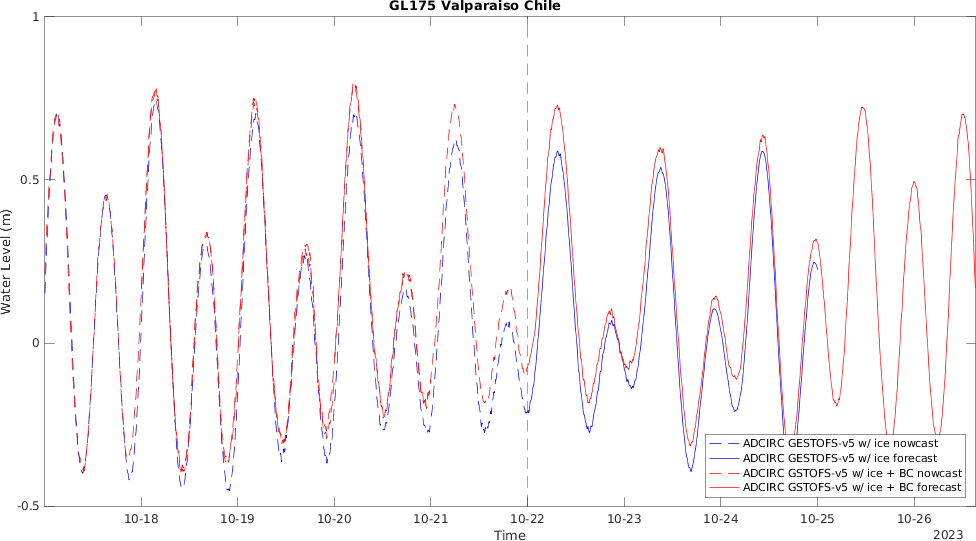 GL175 Valparaiso Chile
1
0.5
0
-0.5
Water Level (m)
10-18 10-19 10-20 10-21 10-22 10-23 10-24 10-25 10-26
Time
2023
ADCIRC GESTOFS-v5 w/ ice nowcast
ADCIRC GESTOFS-v5 w/ ice forecast
ADCIRC GSTOFS-v5 w/ ice + BC nowcast
ADCIRC GSTOFS-v5 w/ ice + BC forecast